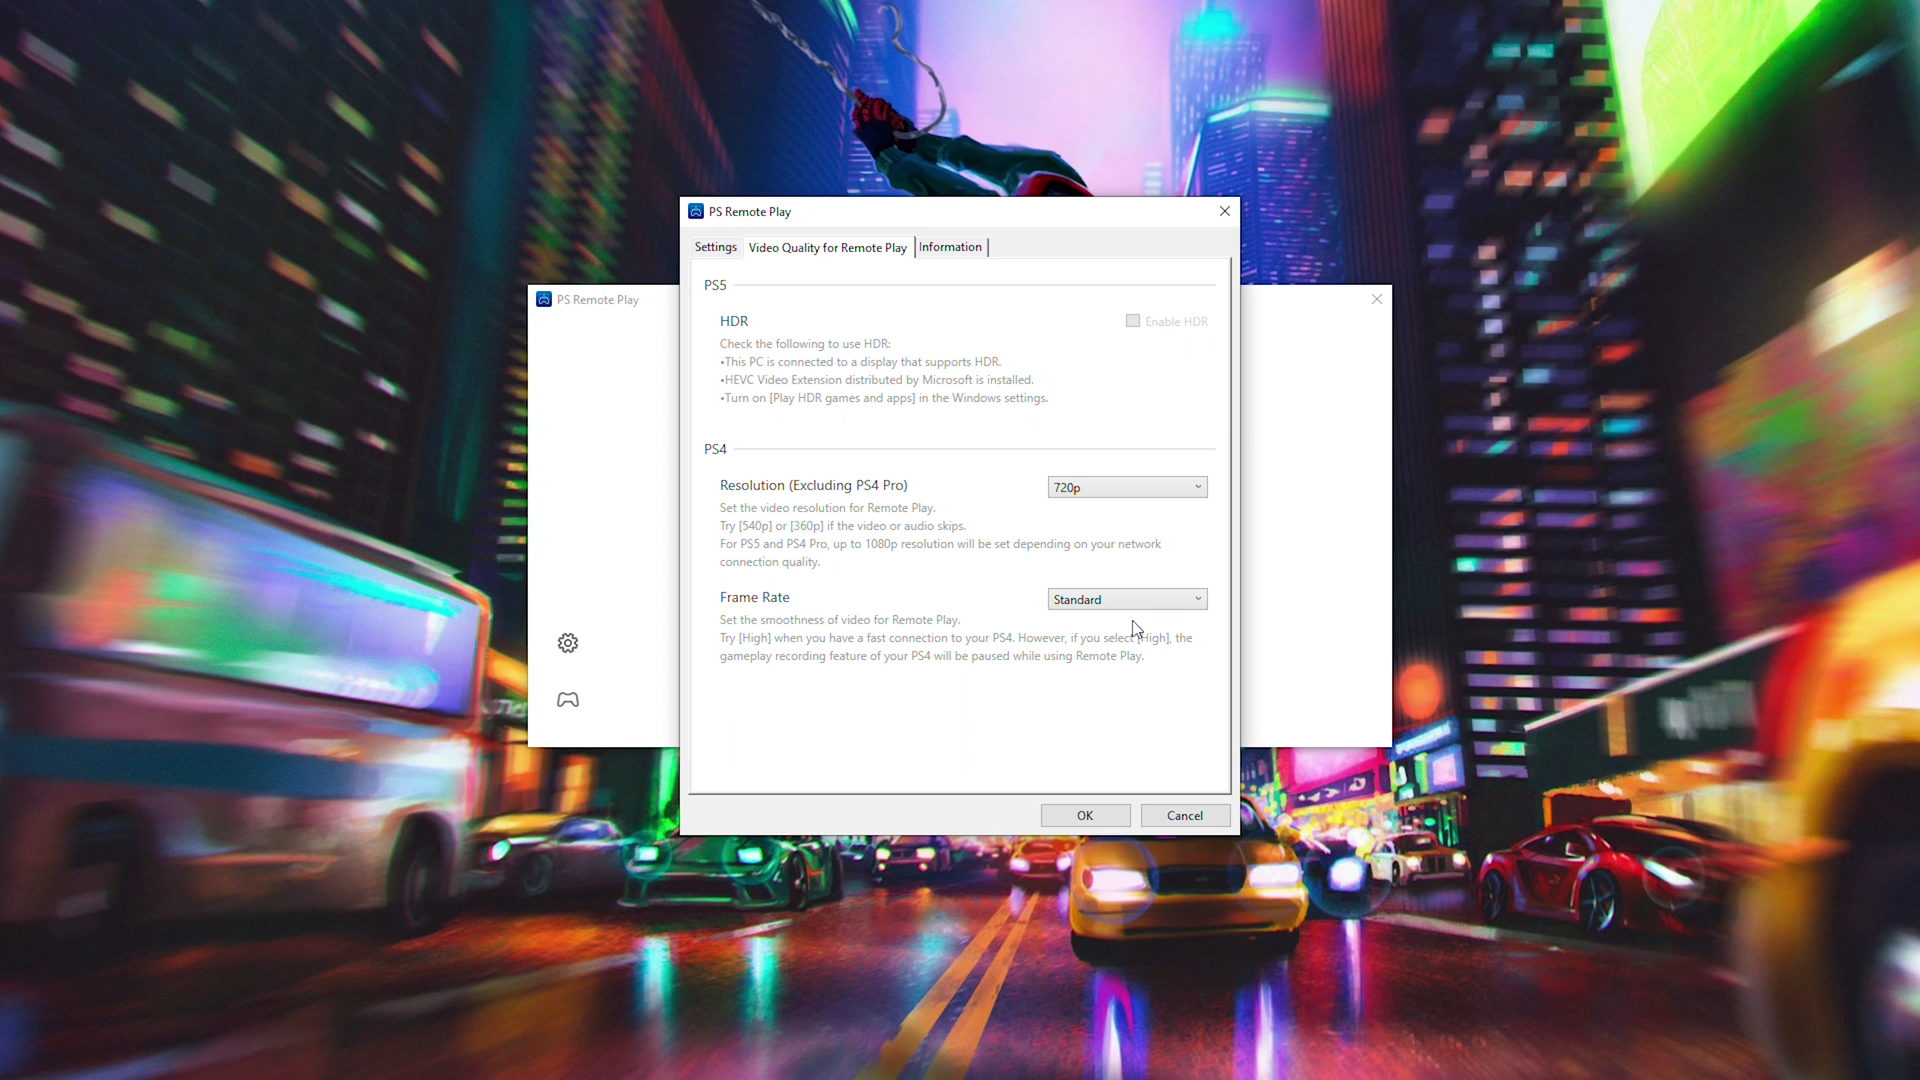 PS Remote Play
Settings
Video Quality for Remote Play
Information
PS5
HDR
Enable HDR
Check the following to use HDR:
•This PC is connected to a display that supports HDR.
•HEVC Video Extension distributed by Microsoft is installed.
•Turn on [Play HDR games and apps] in the Windows settings.
PS4
Resolution (Excluding PS4 Pro)
720p
Set the video resolution for Remote Play.
Try [540p] or [360p] if the video or audio skips.
For PS5 and PS4 Pro, up to 1080p resolution will be set depending on your network
connection quality.
Frame Rate
Standard
Set the smoothness of video for Remote Play.
Try [High] when you have a fast connection to your PS4. However, if you select [High], the
gameplay recording feature of your PS4 will be paused while using Remote Play.
OK
Cancel
PS Remote Play